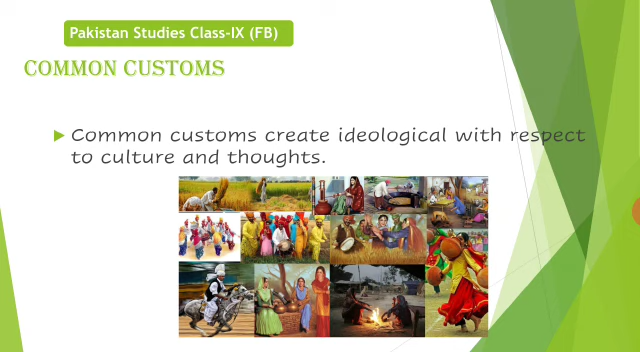 Pakistan Studies Class-IX (FB)
COMMON CUSTOMS
Common customs create ideological with respect
to culture and thoughts.